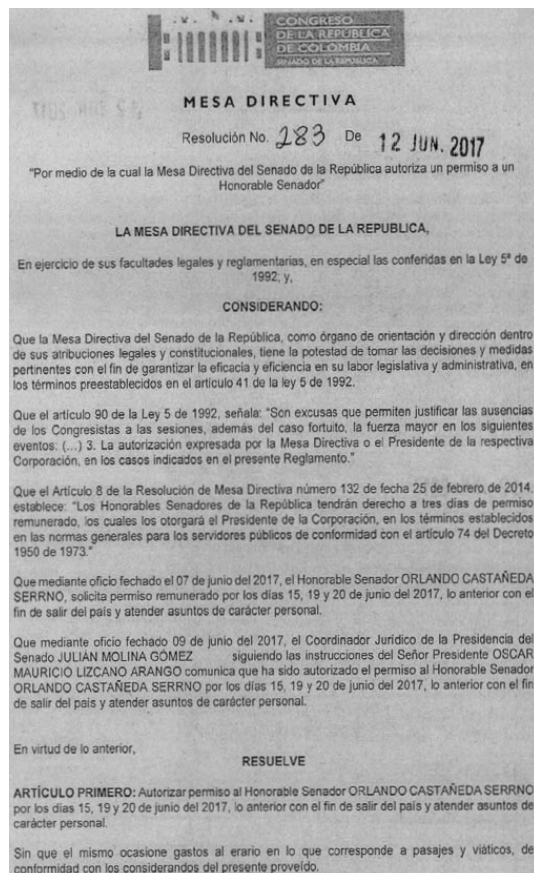 CONGRESO
DE LA REPÚBLICA
DE COLOMBIA
SENADO DE LA REPÚBLICA
MESA DIRECTIVA
Resolución No. 283 De 12 JUN. 2017
"Por medio de la cual la Mesa Directiva del Senado de la República autoriza un permiso a un
Honorable Senador"
LA MESA DIRECTIVA DEL SENADO DE LA REPUBLICA,
En ejercicio de sus facultades legales y reglamentarias, en especial las conferidas en la Ley 5ª de
1992; y,
CONSIDERANDO:
Que la Mesa Directiva del Senado de la República, como órgano de orientación y dirección dentro
de sus atribuciones legales y constitucionales, tiene la potestad de tomar las decisiones y medidas
pertinentes con el fin de garantizar la eficacia y eficiencia en su labor legislativa y administrativa, en
los términos preestablecidos en el artículo 41 de la ley 5 de 1992.
Que el artículo 90 de la Ley 5 de 1992, señala: "Son excusas que permiten justificar las ausencias
de los Congresistas a las sesiones, además del caso fortuito, la fuerza mayor en los siguientes
eventos: (...) 3. La autorización expresada por la Mesa Directiva o el Presidente de la respectiva
Corporación, en los casos indicados en el presente Reglamento."
Que el Artículo 8 de la Resolución de Mesa Directiva número 132 de fecha 25 de febrero de 2014,
establece: "Los Honorables Senadores de la República tendrán derecho a tres días de permiso
remunerado, los cuales los otorgará el Presidente de la Corporación, en los términos establecidos
en las normas generales para los servidores públicos de conformidad con el artículo 74 del Decreto
1950 de 1973."
Que mediante oficio fechado el 07 de junio del 2017, el Honorable Senador ORLANDO CASTAÑEDA
SERRNO, solicita permiso remunerado por los días 15, 19 y 20 de junio del 2017, lo anterior con el
fin de salir del país y atender asuntos de carácter personal.
Que mediante oficio fechado 09 de junio del 2017, el Coordinador Jurídico de la Presidencia del
Senado JULIÁN MOLINA GÓMEZ siguiendo las instrucciones del Señor Presidente OSCAR
MAURICIO LIZCANO ARANGO comunica que ha sido autorizado el permiso al Honorable Senador
ORLANDO CASTAÑEDA SERRNO por los días 15, 19 y 20 de junio del 2017, lo anterior con el fin
de salir del país y atender asuntos de carácter personal.
En virtud de lo anterior,
RESUELVE
ARTÍCULO PRIMERO: Autorizar permiso al Honorable Senador ORLANDO CASTAÑEDA SERRNO
por los días 15, 19 y 20 de junio del 2017, lo anterior con el fin de salir del país y atender asuntos de
carácter personal.
Sin que el mismo ocasione gastos al erario en lo que corresponde a pasajes y viáticos, de
conformidad con los considerandos del presente proveído.